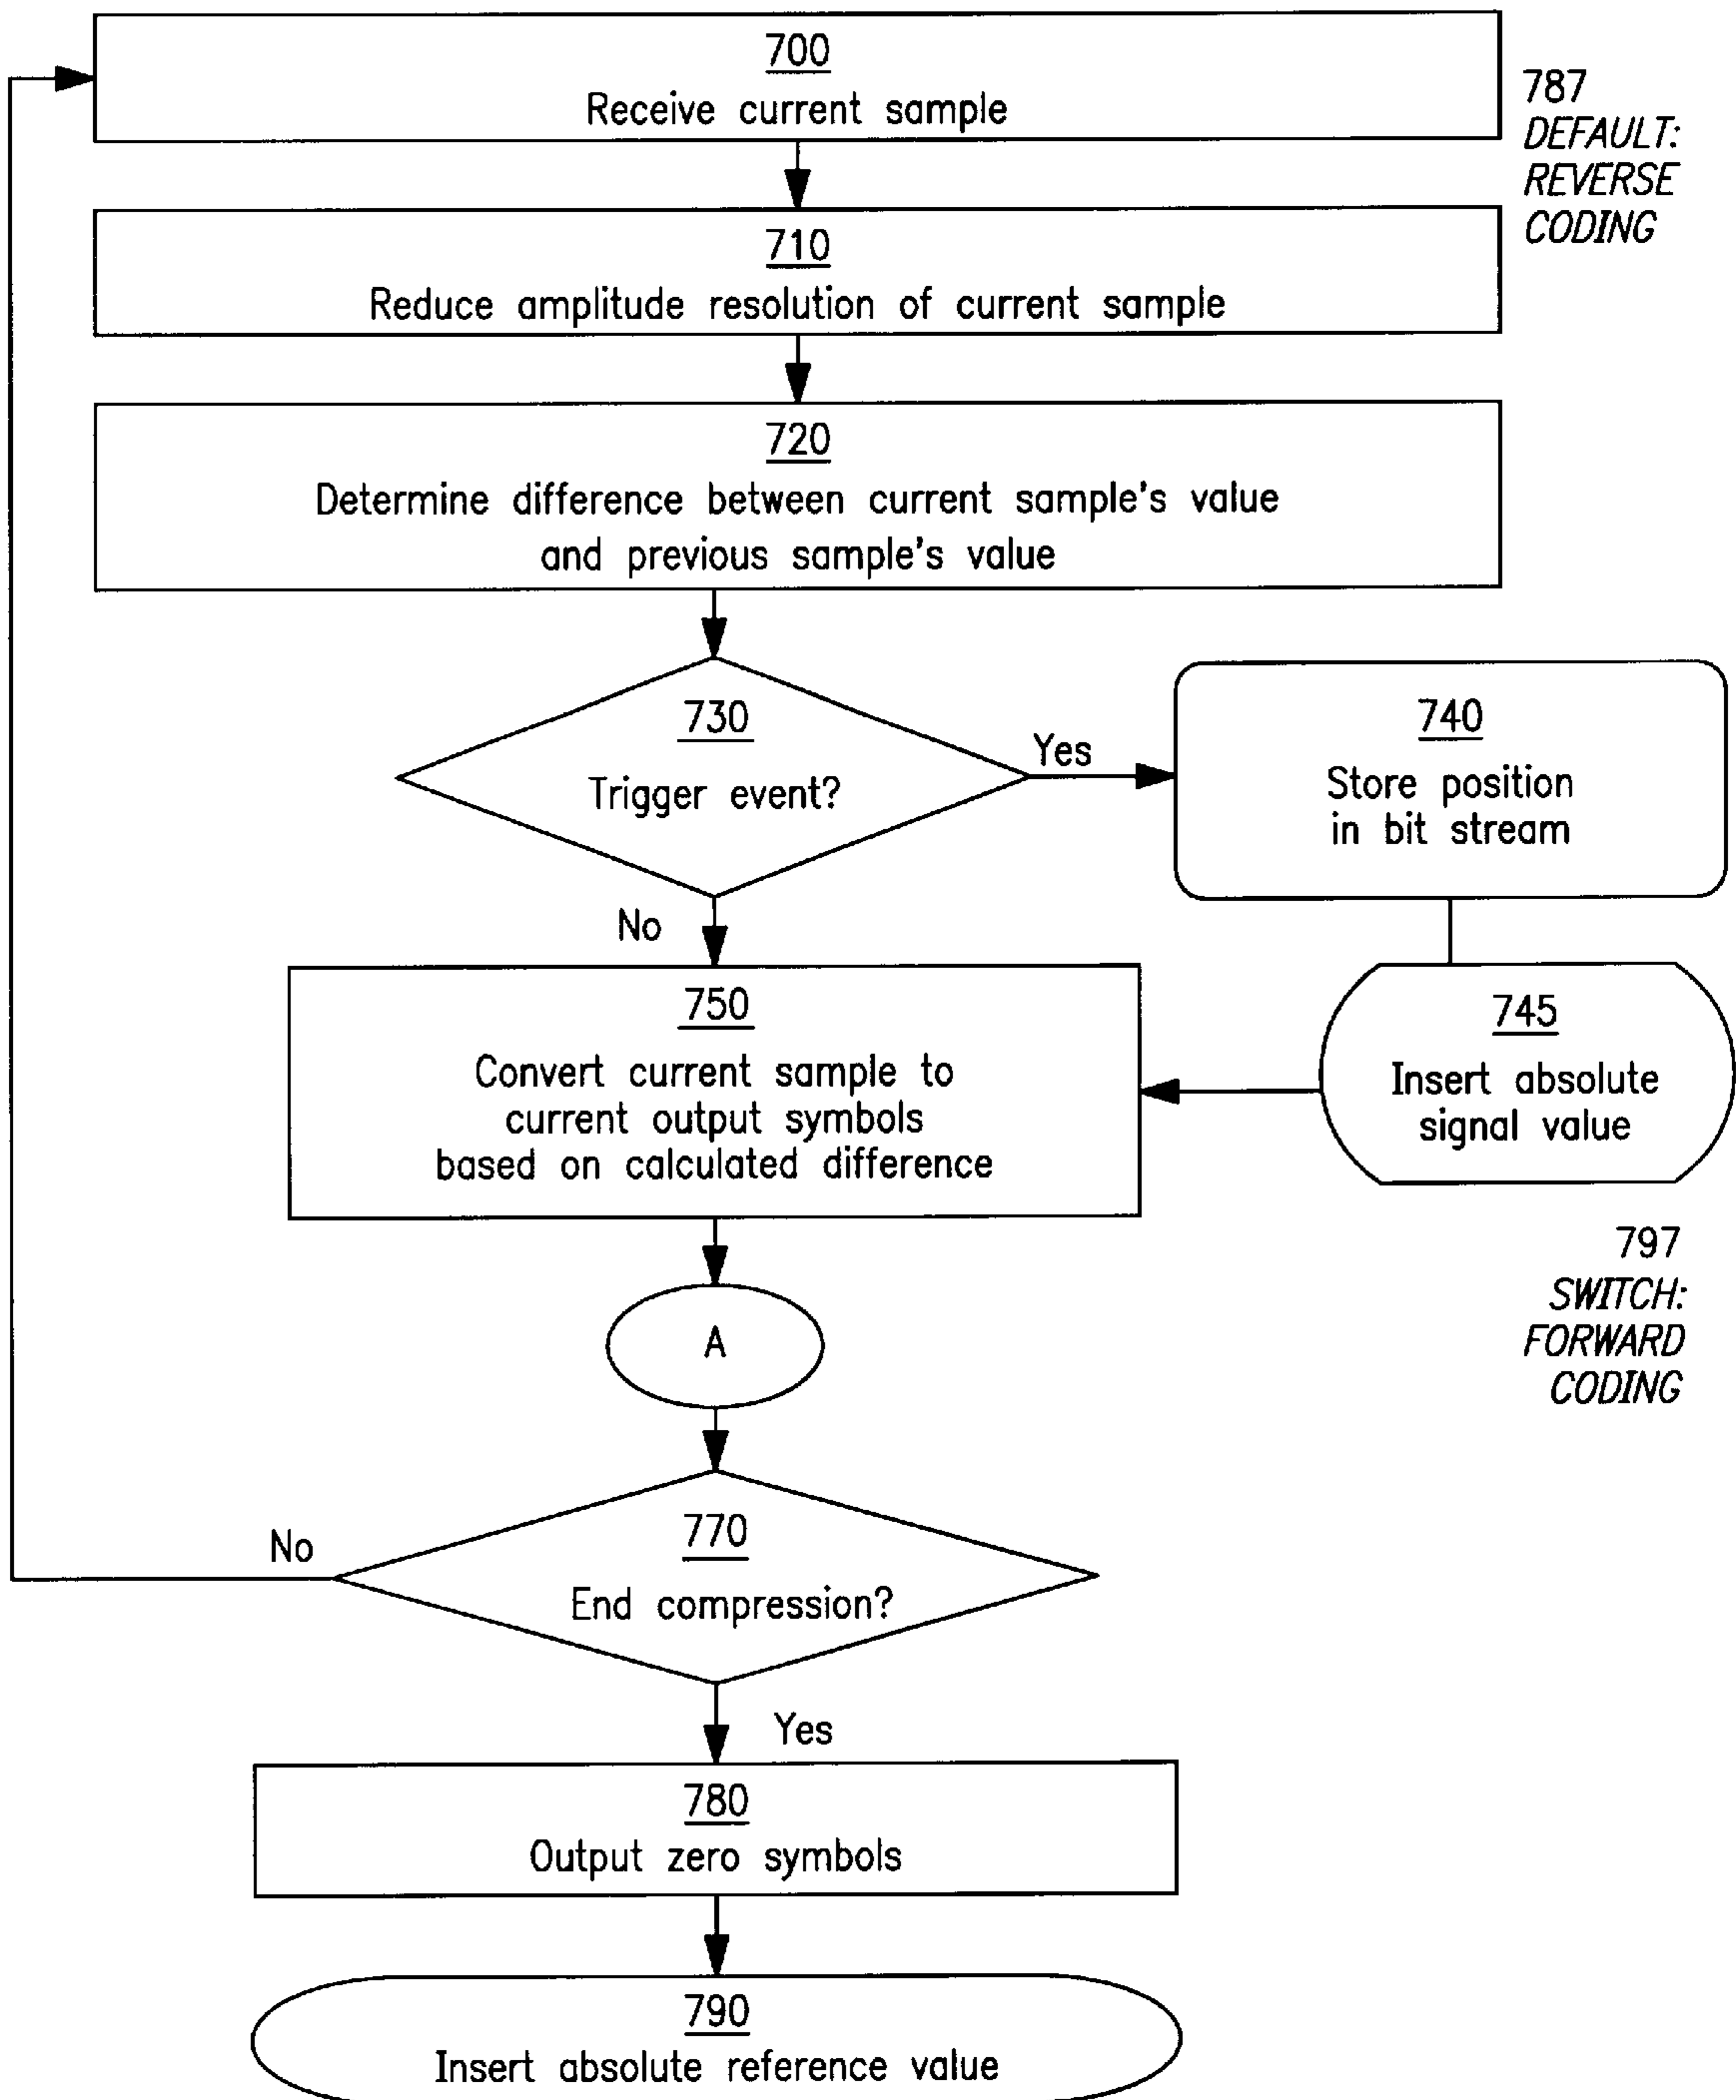 700
Receive current sample
787
DEFAULT:
REVERSE
CODING
710
Reduce amplitude resolution of current sample
720
Determine difference between current sample's value
and previous sample's value
730
Trigger event?
Yes
740
Store position
in bit stream
No
750
Convert current sample to
current output symbols
based on calculated difference
745
Insert absolute
signal value
797
SWITCH:
FORWARD
CODING
A
770
End compression?
No
Yes
780
Output zero symbols
790
Insert absolute reference value